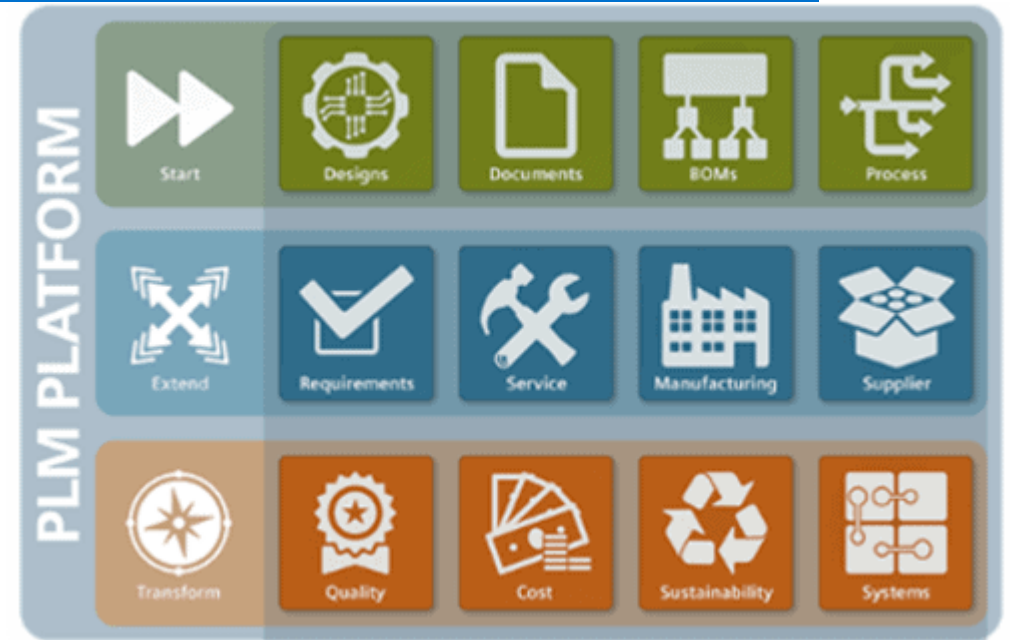 PLM PLATFORM
Start
Designs
Documents
BOMs
Process
Extend
Requirements
Service
Manufacturing
Supplier
Transform
Quality
Cost
Sustainability
Systems